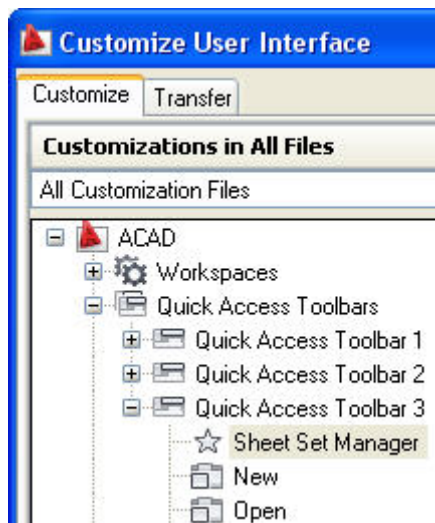 Customize User Interface
Customize Transfer
Customizations in All Files
All Customization Files
ACAD
Workspaces
Quick Access Toolbars
Quick Access Toolbar 1
Quick Access Toolbar 2
Quick Access Toolbar 3
Sheet Set Manager
New
Open